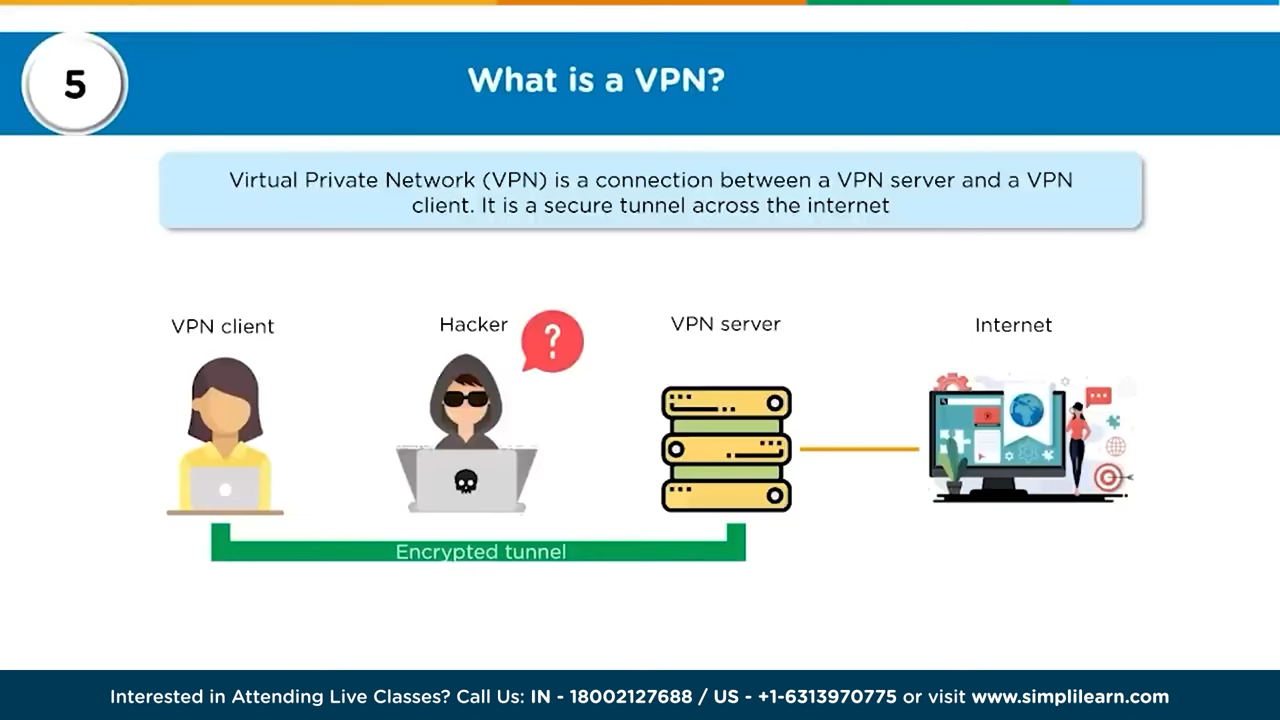 5
What is a VPN?
Virtual Private Network (VPN) is a connection between a VPN server and a VPN
client. It is a secure tunnel across the internet
VPN client
Hacker
?
VPN server
Internet
Encrypted tunnel
Interested in Attending Live Classes? Call Us: IN - 18002127688 / US - +1-6313970775 or visit www.simplilearn.com